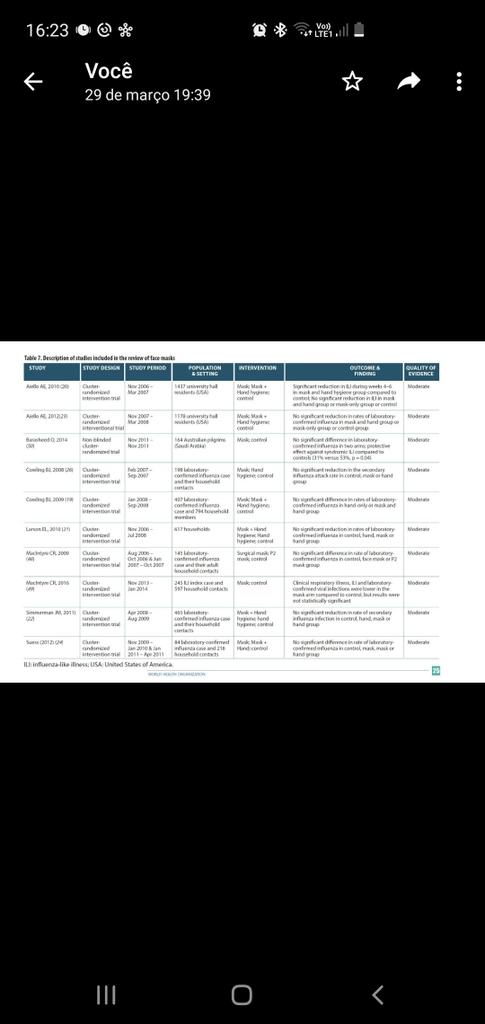 16:23
Vo))
LTE1
Você
29 de março 19:39
Table 7. Description of studies included in the review of face masks
STUDY STUDY DESIGN STUDY PERIOD POPULATION & SETTING INTERVENTION OUTCOME & FINDING QUALITY OF EVIDENCE
Aiello AE, 2010 (20) Cluster- Nov 2006 – 1437 university hall Mask; Mask + Significant reduction in ILI during weeks 4–6 Moderate
randomized Mar 2007 residents (USA) Hand hygiene; in mask and hand hygiene group compared to
intervention trial control control; No significant reduction in ILI in mask
and hand group or mask-only group or control
Aiello AE, 2012 Cluster- Nov 2007 – 1178 university hall Mask; Mask + No significant reduction in rates of laboratory- Moderate
randomized Mar 2008 residents (USA) Hand hygiene; confirmed influenza in mask and hand group or
interventional trial control mask-only group or control group
2014 Non-blinded Nov 2011 – 164 Australian pilgrims Mask; control No significant difference in laboratory- Moderate
cluster- Nov 2011 (Saudi Arabia) confirmed influenza in two arms; protective
randomized trial effect against syndromic ILI compared to
controls (31% versus 53%, p = 0.04)
Cowling BJ, 2008 Cluster- Feb 2007 – 198 laboratory- Mask; Hand No significant reduction in the secondary Moderate
randomized Sep 2007 confirmed influenza case hygiene; control influenza attack rate in control, mask or hand
intervention trial and their household group
contacts
Cowling BJ, 2009 Cluster- Jan 2008 – 407 laboratory- Mask; Mask + No significant difference in rates of laboratory- Moderate
randomized Sep 2008 confirmed influenza Hand hygiene; confirmed influenza in hand only or mask and
intervention trial case and 794 household control hand group
members
Larson EL, 2010 Cluster- Nov 2006 – 617 households Mask + Hand No significant reduction in rates of laboratory- Moderate
randomized Jul 2008 hygiene; Hand confirmed influenza in control, hand, mask or
intervention trial hygiene; control hand group
MacIntyre CR, 2009 Cluster- Aug 2006 – 145 laboratory- Surgical mask; P2 No significant difference in rate of laboratory- Moderate
randomized Oct 2006 & Jun confirmed influenza mask; control confirmed influenza in control, face mask or P2
intervention trial 2007 – Oct 2007 case and their adult mask group
household contacts
MacIntyre CR, 2016 Cluster- Nov 2013 – 245 ILI index case and Mask; control Clinical respiratory illness, ILI and laboratory- Moderate
randomized Jan 2014 597 household contacts confirmed viral infections were lower in the
intervention trial mask arm compared to control, but results were
not statistically significant
Simmerman JM, 2011 Cluster- Apr 2008 – 465 laboratory- Mask + Hand No significant reduction in rate of secondary Moderate
(22) randomized Aug 2009 confirmed influenza hygiene; Hand influenza infection in control, hand, mask or
intervention trial case and their household hygiene; control hand group
contacts
Suess (2012) (24) Cluster- Nov 2009 – 84 laboratory-confirmed Mask; Mask + No significant difference in rate of laboratory- Moderate
randomized Jan 2010 & Jan influenza case and 218 Hand; control confirmed influenza in control, mask, mask or
intervention trial 2011 – Apr 2011 household contacts hand group
ILI: influenza-like illness; USA: United States of America.
WORLD HEALTH ORGANIZATION
25